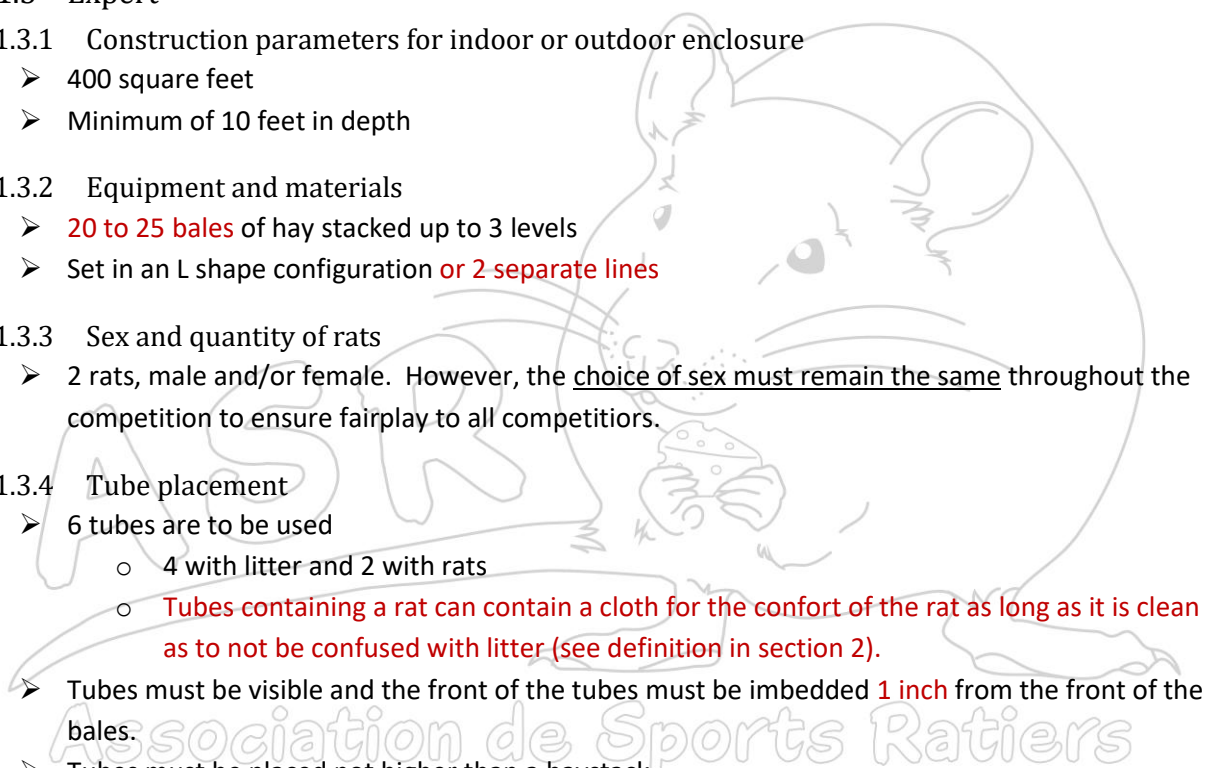 1.3 Expert
1.3.1 Construction parameters for indoor or outdoor enclosure
➢ 400 square feet
➢ Minimum of 10 feet in depth
1.3.2 Equipment and materials
➢ 20 to 25 bales of hay stacked up to 3 levels
➢ Set in an L shape configuration or 2 separate lines
1.3.3 Sex and quantity of rats
➢ 2 rats, male and/or female. However, the choice of sex must remain the same throughout the
competition to ensure fairplay to all competitiors.
1.3.4 Tube placement
➢ 6 tubes are to be used
o 4 with litter and 2 with rats
o Tubes containing a rat can contain a cloth for the confort of the rat as long as it is clean
as to not be confused with litter (see definition in section 2).
➢ Tubes must be visible and the front of the tubes must be imbedded 1 inch from the front of the
bales.
➢ Tubes must be placed not higher than a haystack
ASR
Association de Sports Ratiers